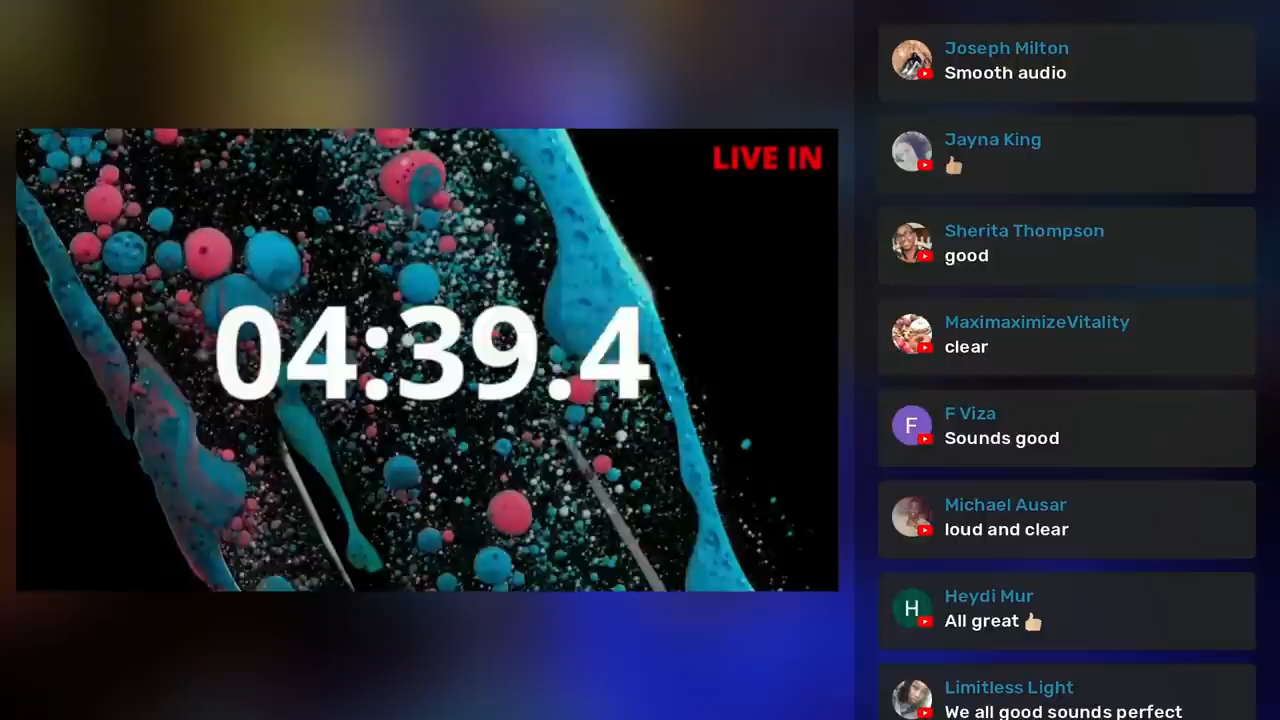 LIVE IN
04:39.4
Joseph Milton
Smooth audio
Jayna King
👍🏼
Sherita Thompson
good
MaximaximizeVitality
clear
F
F Viza
Sounds good
Michael Ausar
loud and clear
H
Heydi Mur
All great 👍🏼
Limitless Light
We all good sounds perfect